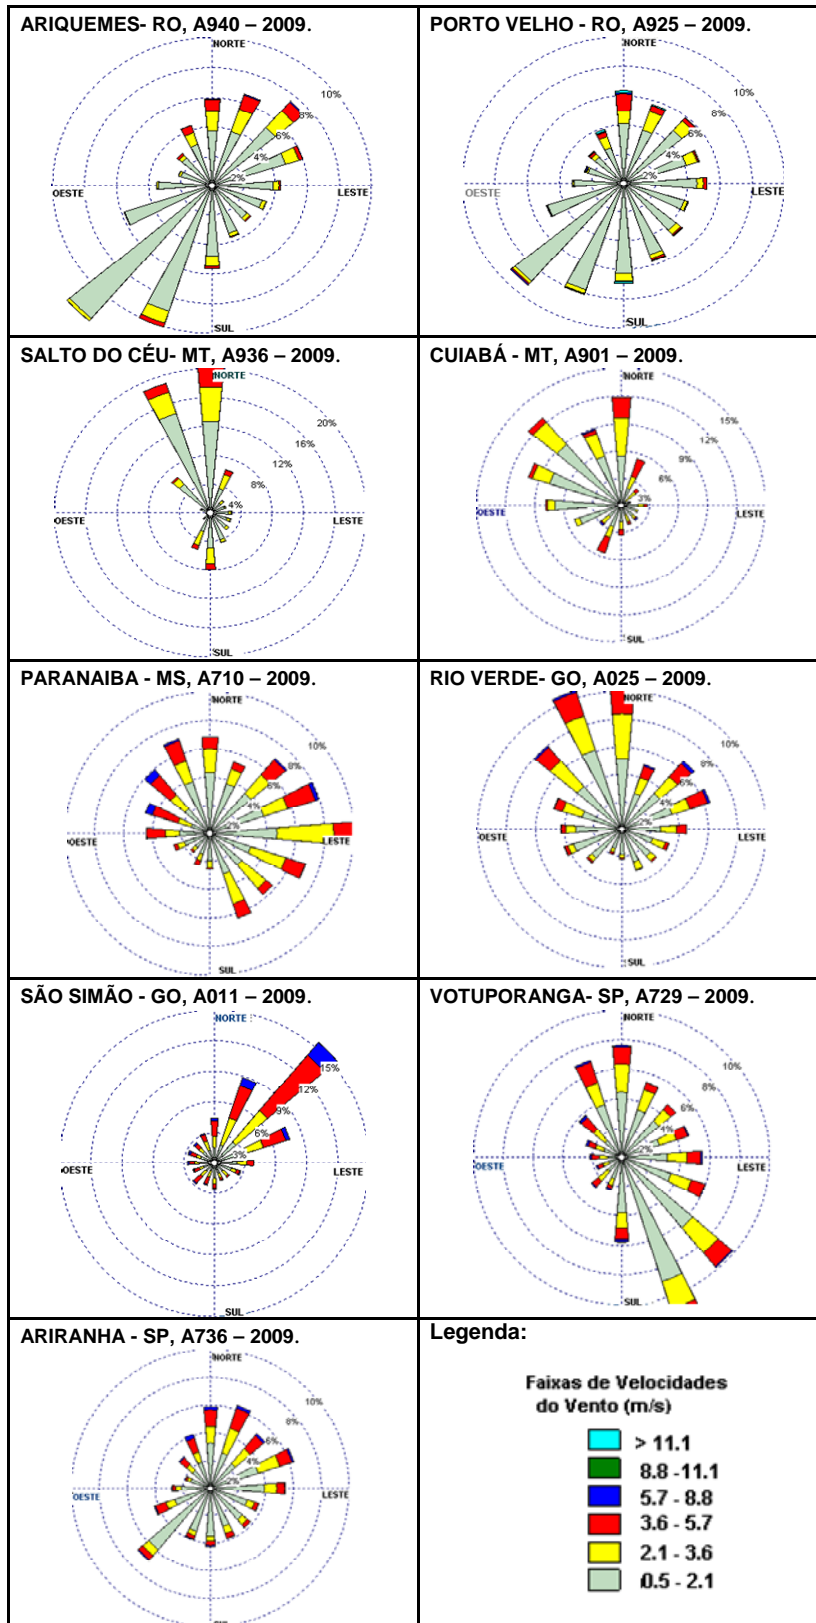 ARIQUEMES- RO, A940 – 2009.
NORTE
10%
8%
6%
4%
2%
OESTE
LESTE
SUL
PORTO VELHO - RO, A925 – 2009.
NORTE
10%
8%
6%
4%
2%
OESTE
LESTE
SUL
SALTO DO CÉU- MT, A936 – 2009.
NORTE
20%
16%
12%
8%
4%
OESTE
LESTE
SUL
CUIABÁ - MT, A901 – 2009.
NORTE
15%
12%
9%
6%
3%
OESTE
LESTE
SUL
PARANAIBA - MS, A710 – 2009.
NORTE
10%
8%
6%
4%
2%
OESTE
LESTE
SUL
RIO VERDE- GO, A025 – 2009.
NORTE
10%
8%
6%
4%
2%
OESTE
LESTE
SUL
SÃO SIMÃO - GO, A011 – 2009.
NORTE
15%
12%
9%
6%
3%
OESTE
LESTE
SUL
VOTUPORANGA- SP, A729 – 2009.
NORTE
10%
8%
6%
4%
2%
OESTE
LESTE
SUL
ARIRANHA - SP, A736 – 2009.
NORTE
10%
8%
6%
4%
2%
OESTE
LESTE
Legenda:
Faixas de Velocidades
do Vento (m/s)
> 11.1
8.8 -11.1
5.7 - 8.8
3.6 - 5.7
2.1 - 3.6
0.5 - 2.1